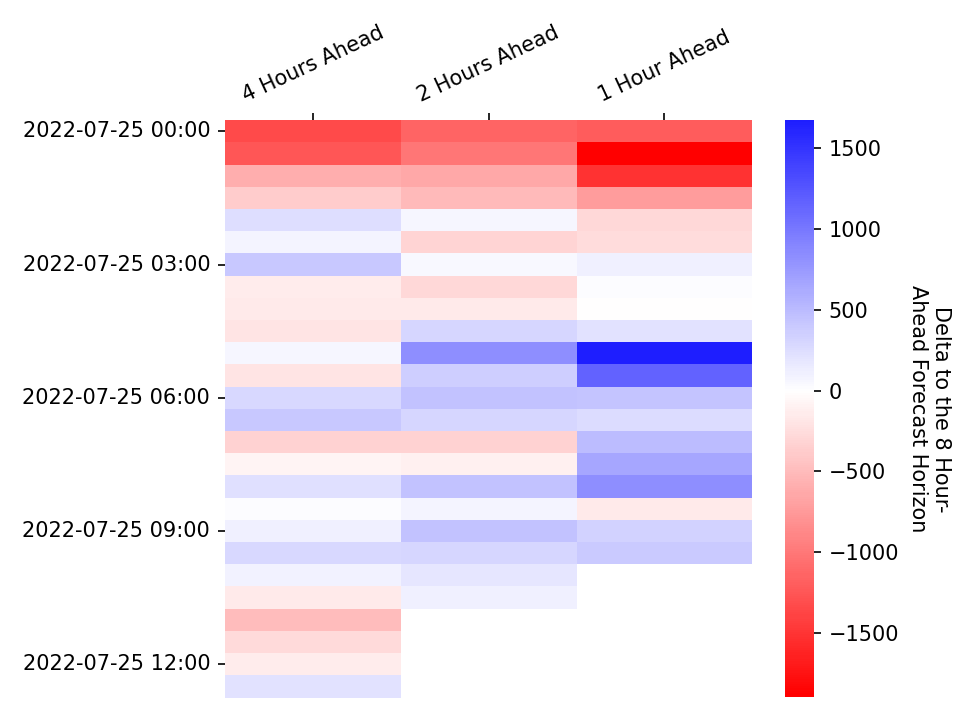 4 Hours Ahead
2 Hours Ahead
1 Hour Ahead
2022-07-25 00:00
2022-07-25 03:00
2022-07-25 06:00
2022-07-25 09:00
2022-07-25 12:00
1500
1000
500
0
−500
−1000
−1500
Delta to the 8 Hour-
Ahead Forecast Horizon